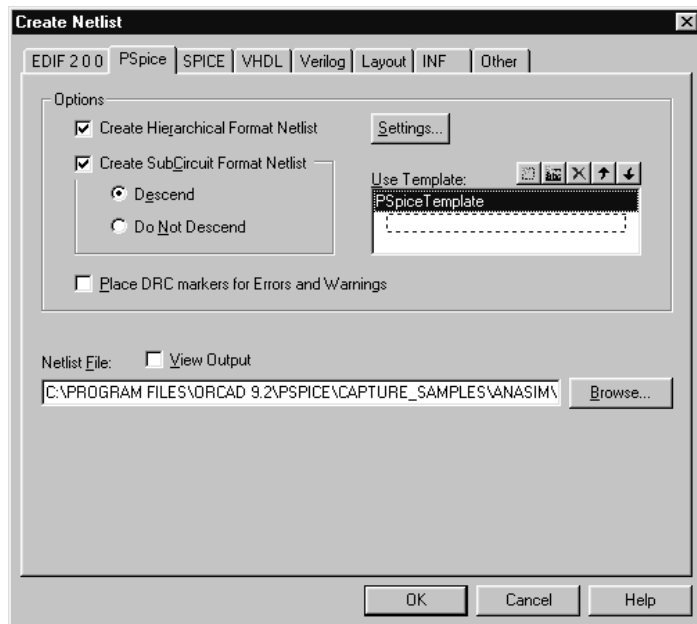 Create Netlist
EDIF 2 0 0 PSpice SPICE VHDL Verilog Layout INF Other
Options
Create Hierarchical Format Netlist Settings...
Create SubCircuit Format Netlist
Use Template:
Descend
PSpiceTemplate
Do Not Descend
Place DRC markers for Errors and Warnings
Netlist File: View Output
C:\PROGRAM FILES\ORCAD 9.2\PSPICE\CAPTURE_SAMPLES\ANASIM\ Browse...
OK Cancel Help